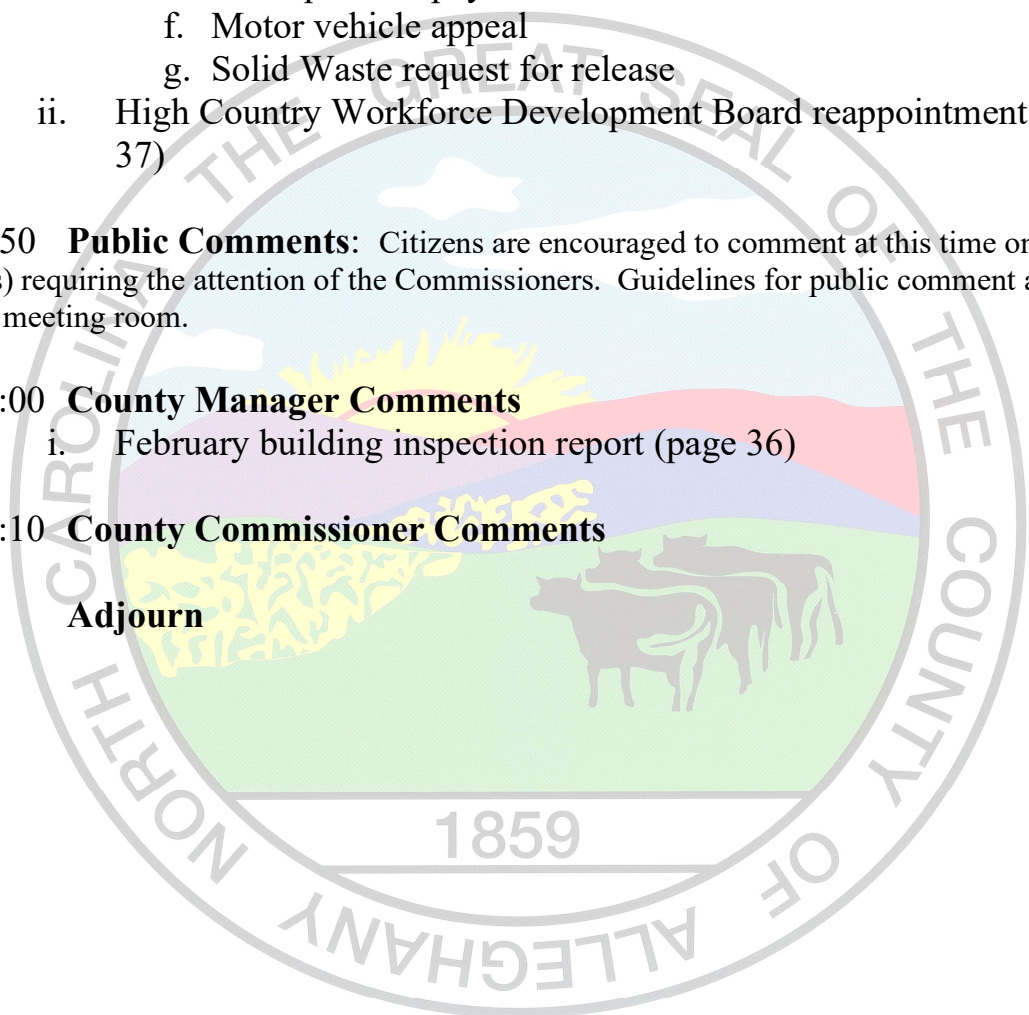 f. Motor vehicle appeal
g. Solid Waste request for release
ii. High Country Workforce Development Board reappointment
37)
50 Public Comments: Citizens are encouraged to comment at this time on
s) requiring the attention of the Commissioners. Guidelines for public comment a
meeting room.
:00 County Manager Comments
i. February building inspection report (page 36)
:10 County Commissioner Comments
Adjourn
THE GREAT SEAL OF THE COUNTY OF ALLEGHANY NORTH CAROLINA
1859